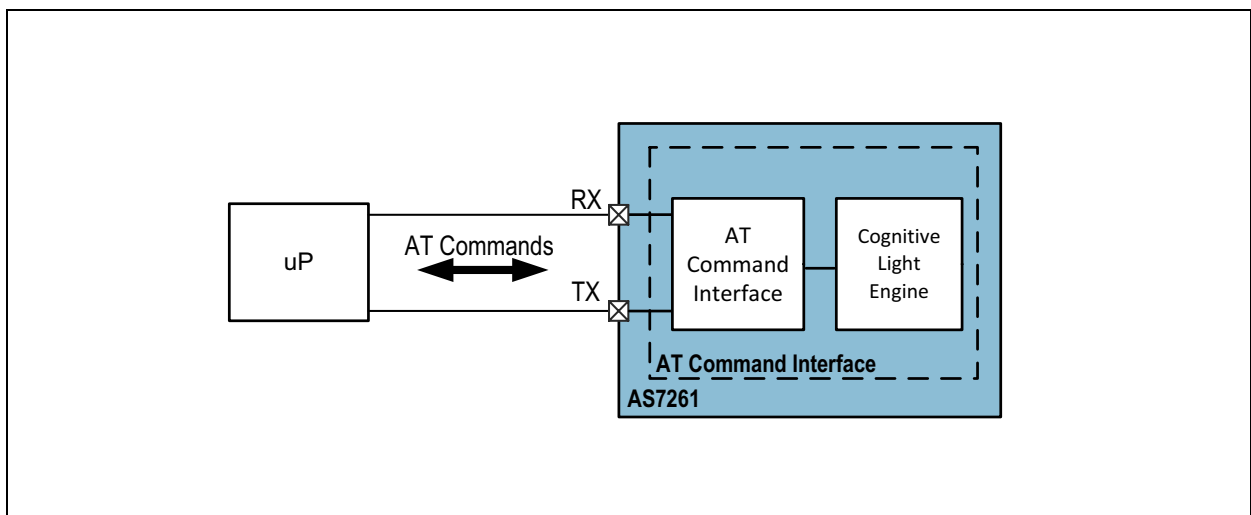 RX
uP
AT Commands
TX
AT
Command
Interface
Cognitive
Light
Engine
AT Command Interface
AS7261